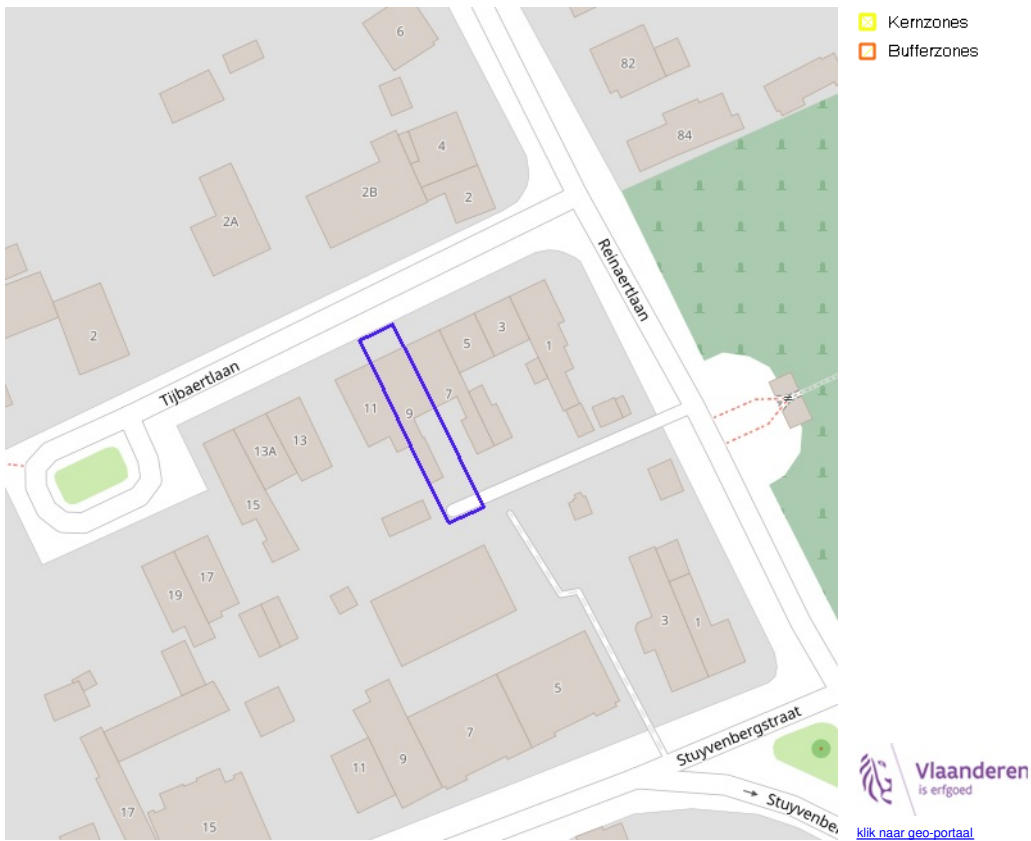 6
Kernzones
Bufferzones
82
84
4
2B
2
2A
Reinaertlaan
2
3
5
1
Tijbaertlaan
7
11
9
13
13A
15
17
19
3
1
5
7
Stuyvenbergstraat
9
11
17
15
→ Stuyvenbe
Vlaanderen
is erfgoed
klik naar geo-portaal